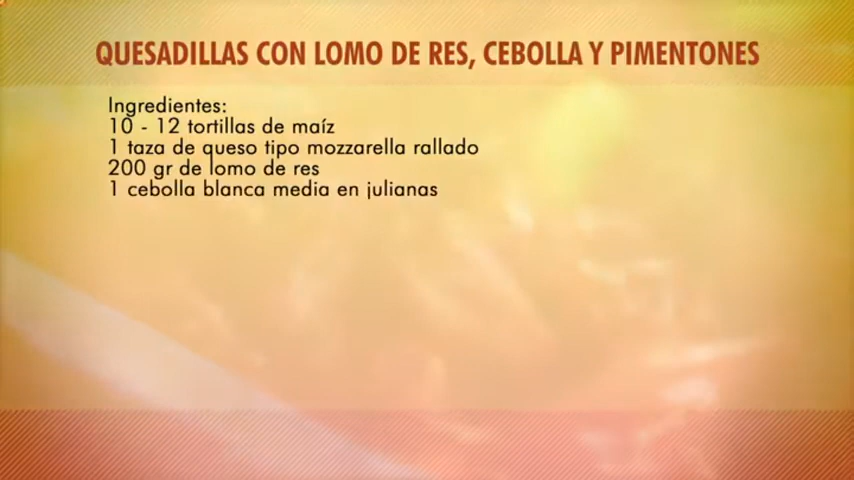 QUESADILLAS CON LOMO DE RES, CEBOLLA Y PIMENTONES
Ingredientes:
10 - 12 tortillas de maíz
1 taza de queso tipo mozzarella rallado
200 gr de lomo de res
1 cebolla blanca media en julianas